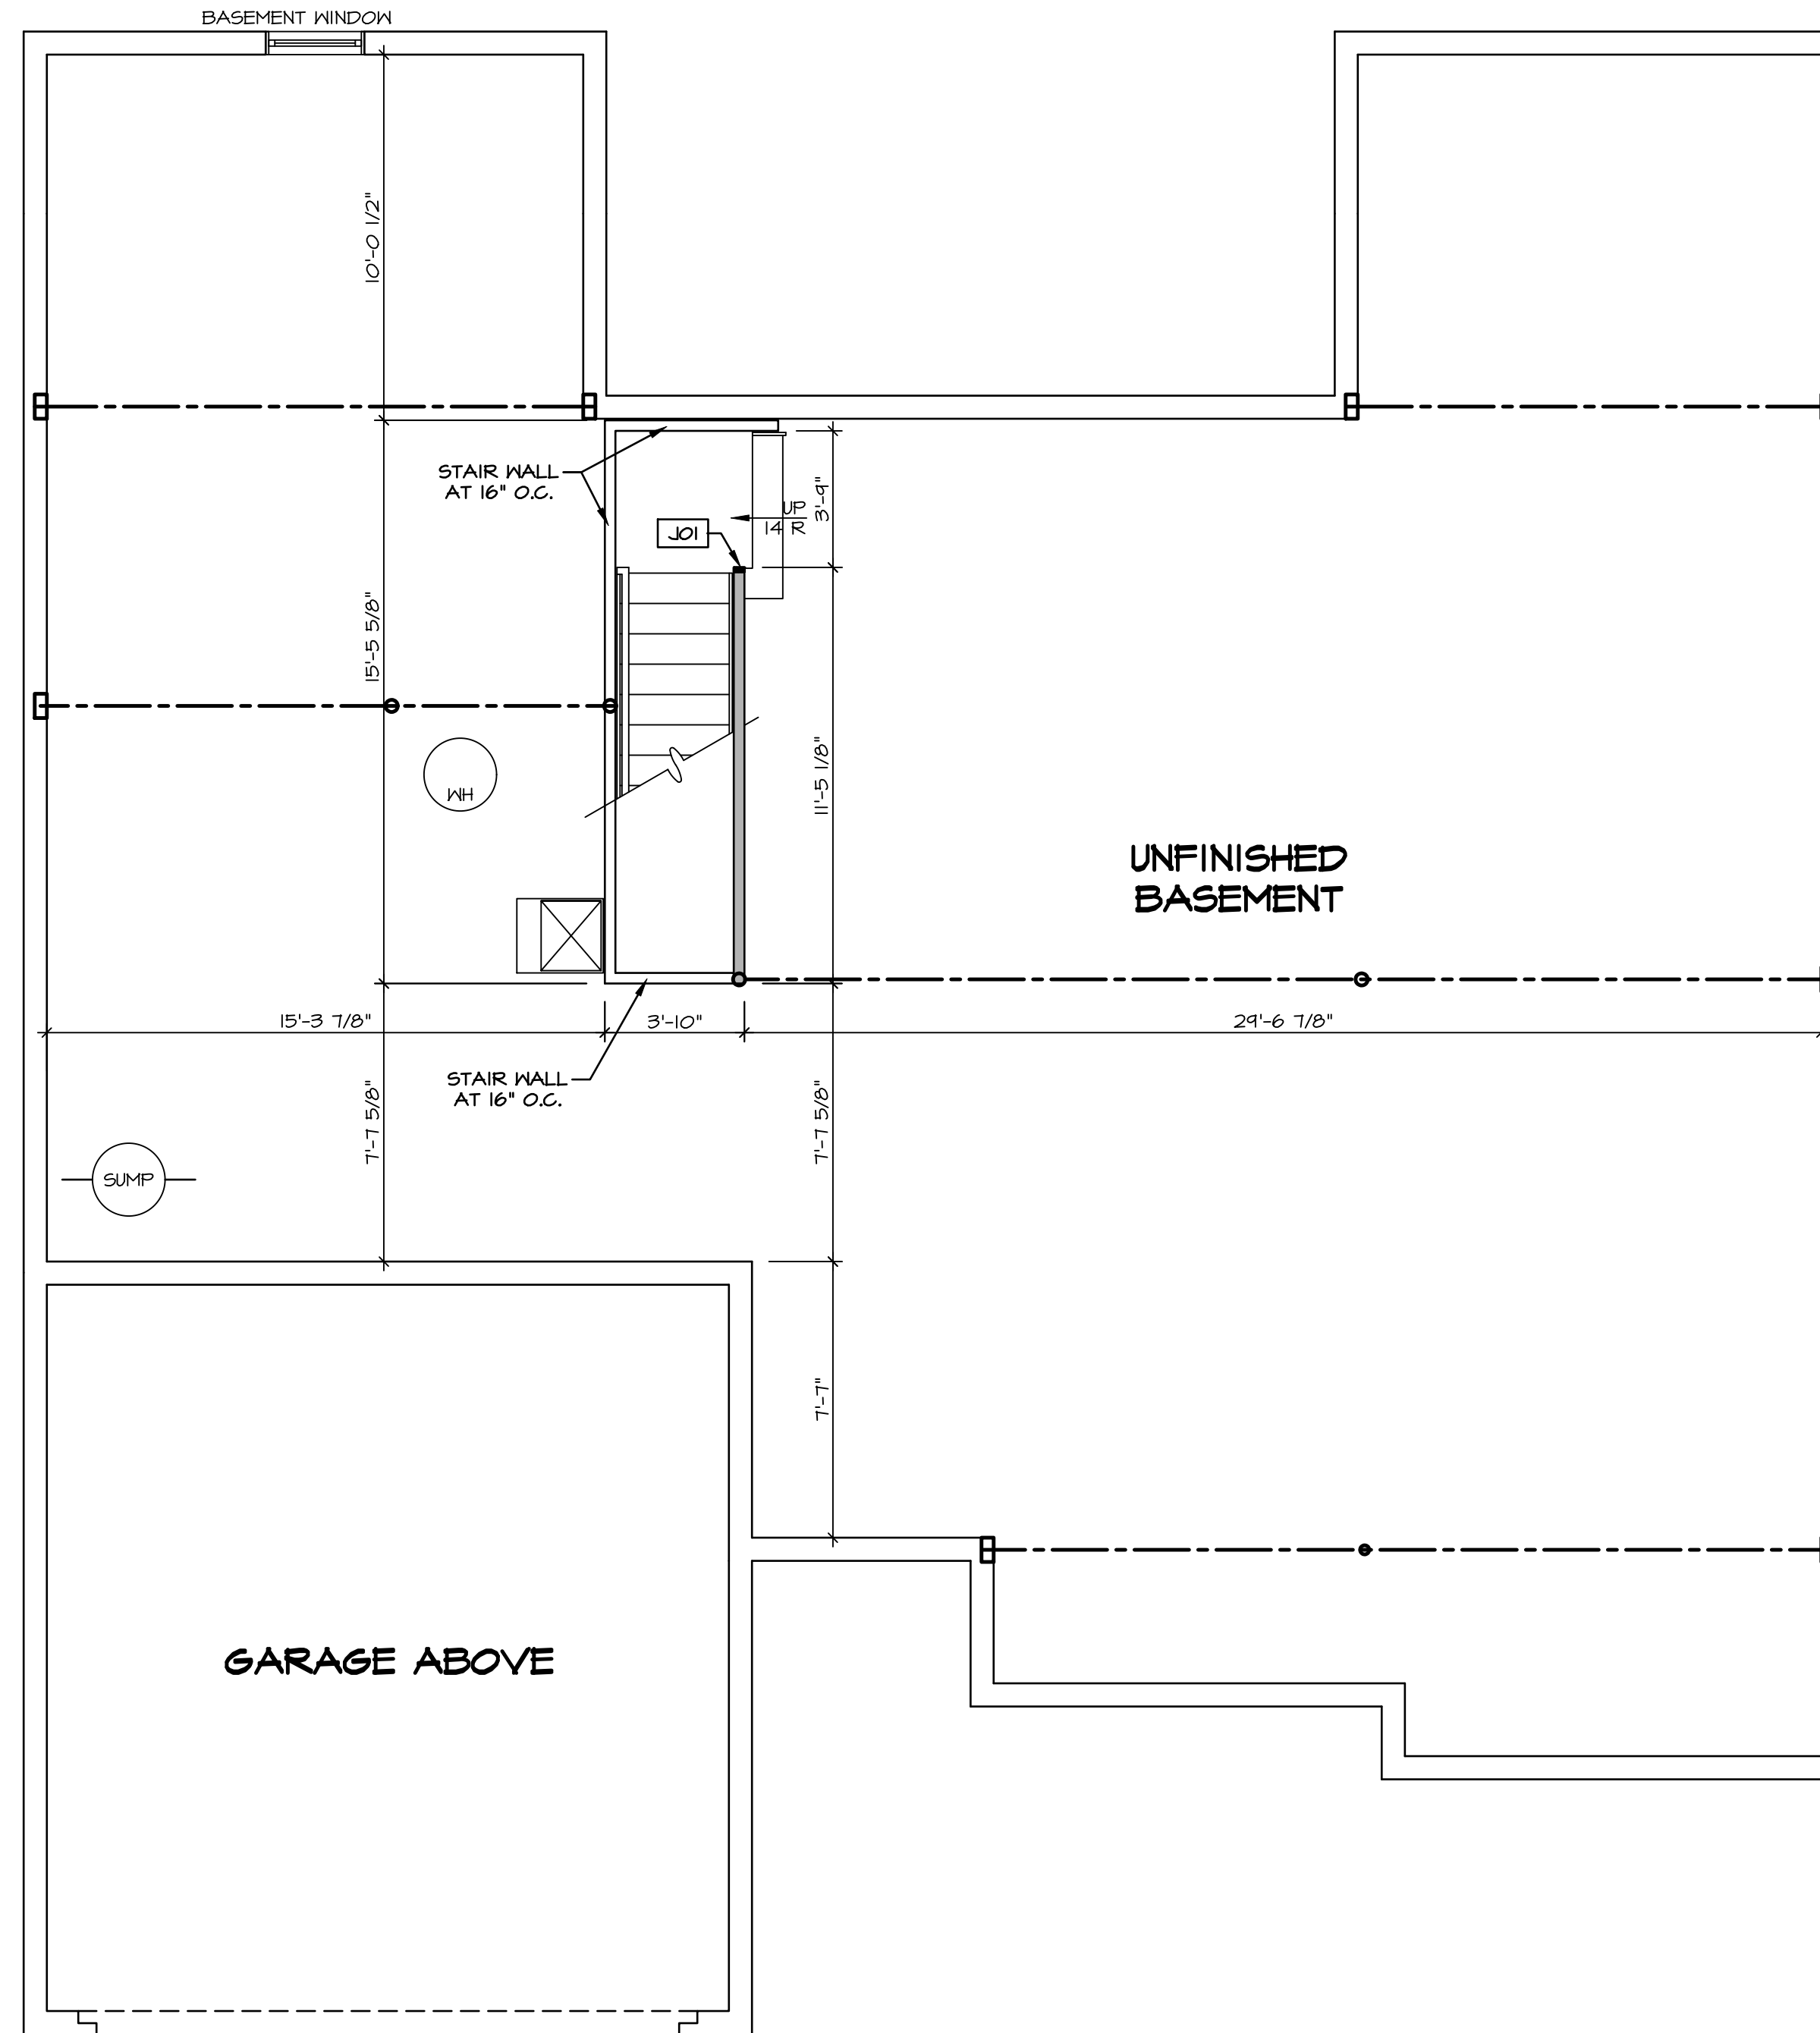 BASEMENT WINDOW
10'-0 1/2"
STAIR WALL
AT 16" O.C.
UP
14 R
3'-9"
J01
15'-5 5/8"
11'-5 1/8"
WH
UNFINISHED
BASEMENT
15'-3 7/8"
3'-10"
29'-6 7/8"
STAIR WALL
AT 16" O.C.
7'-7 5/8"
7'-7 5/8"
SUMP
7'-7"
GARAGE ABOVE